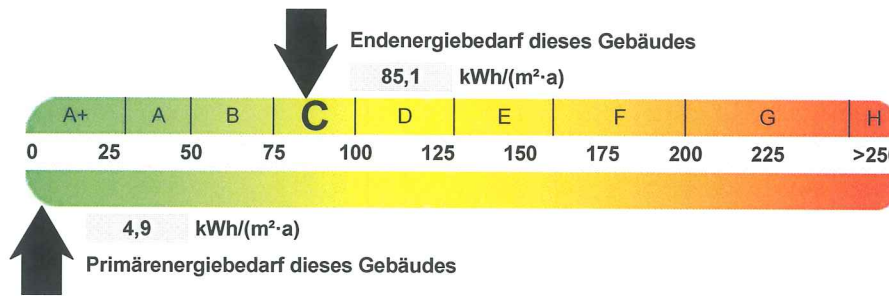 Endenergiebedarf dieses Gebäudes
85,1 kWh/(m²·a)
A+ A B C D E F G H
0 25 50 75 100 125 150 175 200 225 >250
4,9 kWh/(m²·a)
Primärenergiebedarf dieses Gebäudes